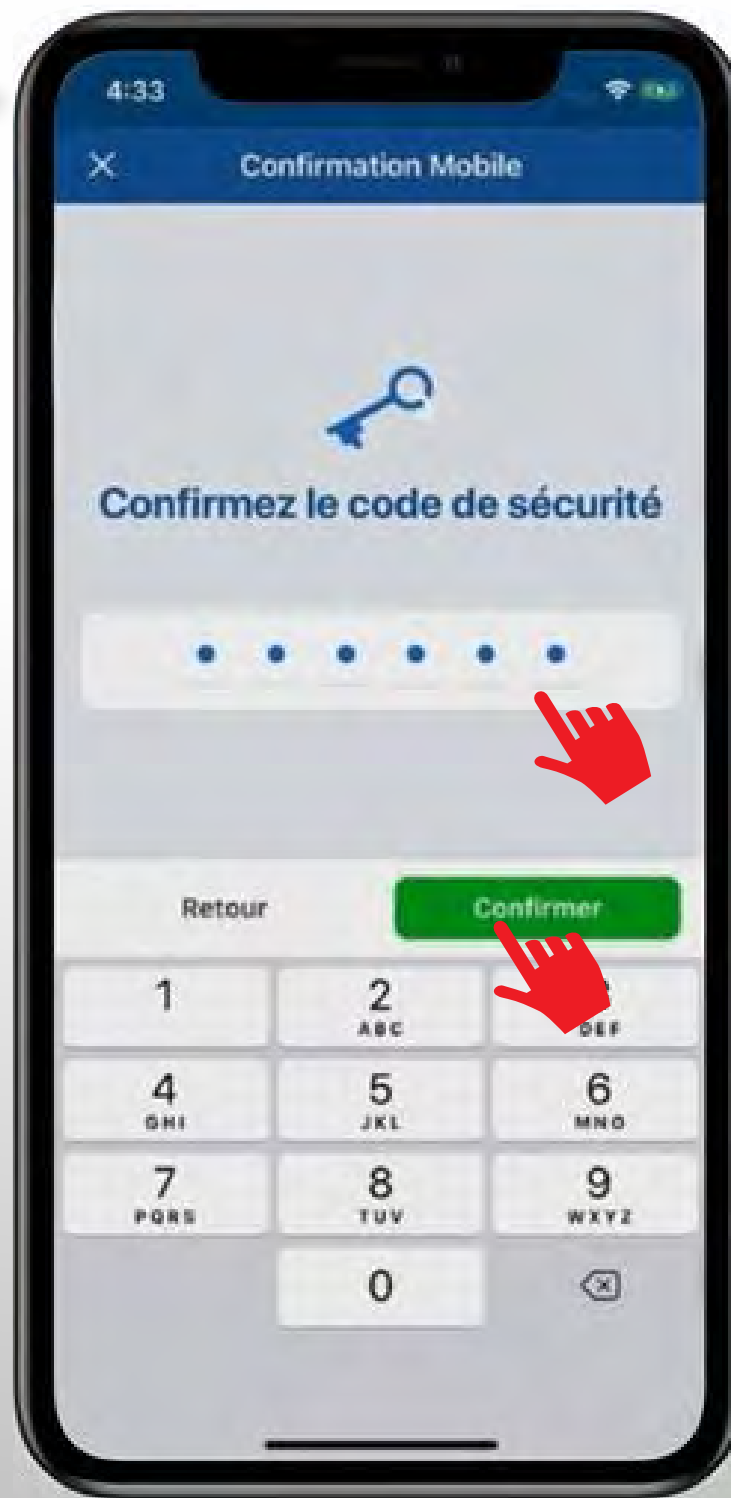 4:33
Confirmation Mobile
Confirmez le code de sécurité
Retour
Confirmer
1
2
ABC
DEF
4
GHI
5
JKL
6
MNO
7
PQRS
8
TUV
9
WXYZ
0